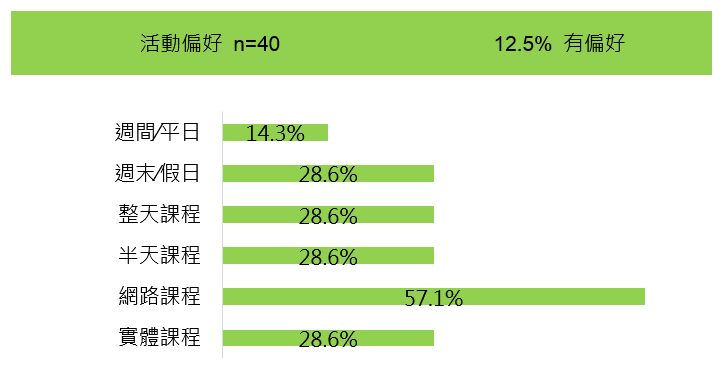 活動偏好 n=40 12.5% 有偏好
週間/平日 14.3%
週末/假日 28.6%
整天課程 28.6%
半天課程 28.6%
網路課程 57.1%
實體課程 28.6%